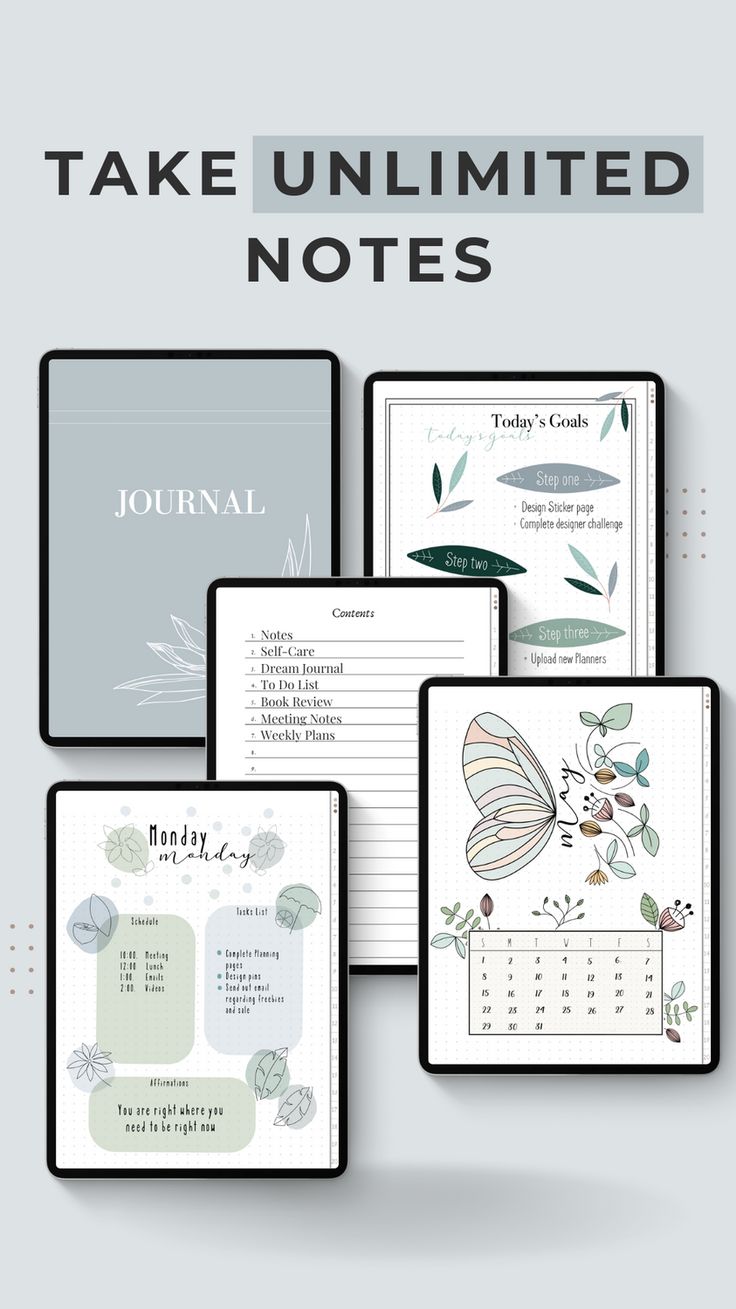 TAKE UNLIMITED
NOTES
JOURNAL
Today's Goals
today's goals
Step one
Design Sticker page
Complete designer challenge
Step two
Step three
Upload new Planners
Contents
1. Notes
2. Self-Care
3. Dream Journal
4. To Do List
5. Book Review
6. Meeting Notes
7. Weekly Plans
8.
9.
May
S M T W T F S
1 2 3 4 5 6 7
8 9 10 11 12 13 14
15 16 17 18 19 20 21
22 23 24 25 26 27 28
29 30 31
Monday
monday
Schedule
10:00. Meeting
12:00 Lunch
1:00. Emails
2:00. Videos
Tasks List
Complete Planning
pages
Design pins
Send out email
regarding freebies
and sale
Affirmations
You are right where you
need to be right now